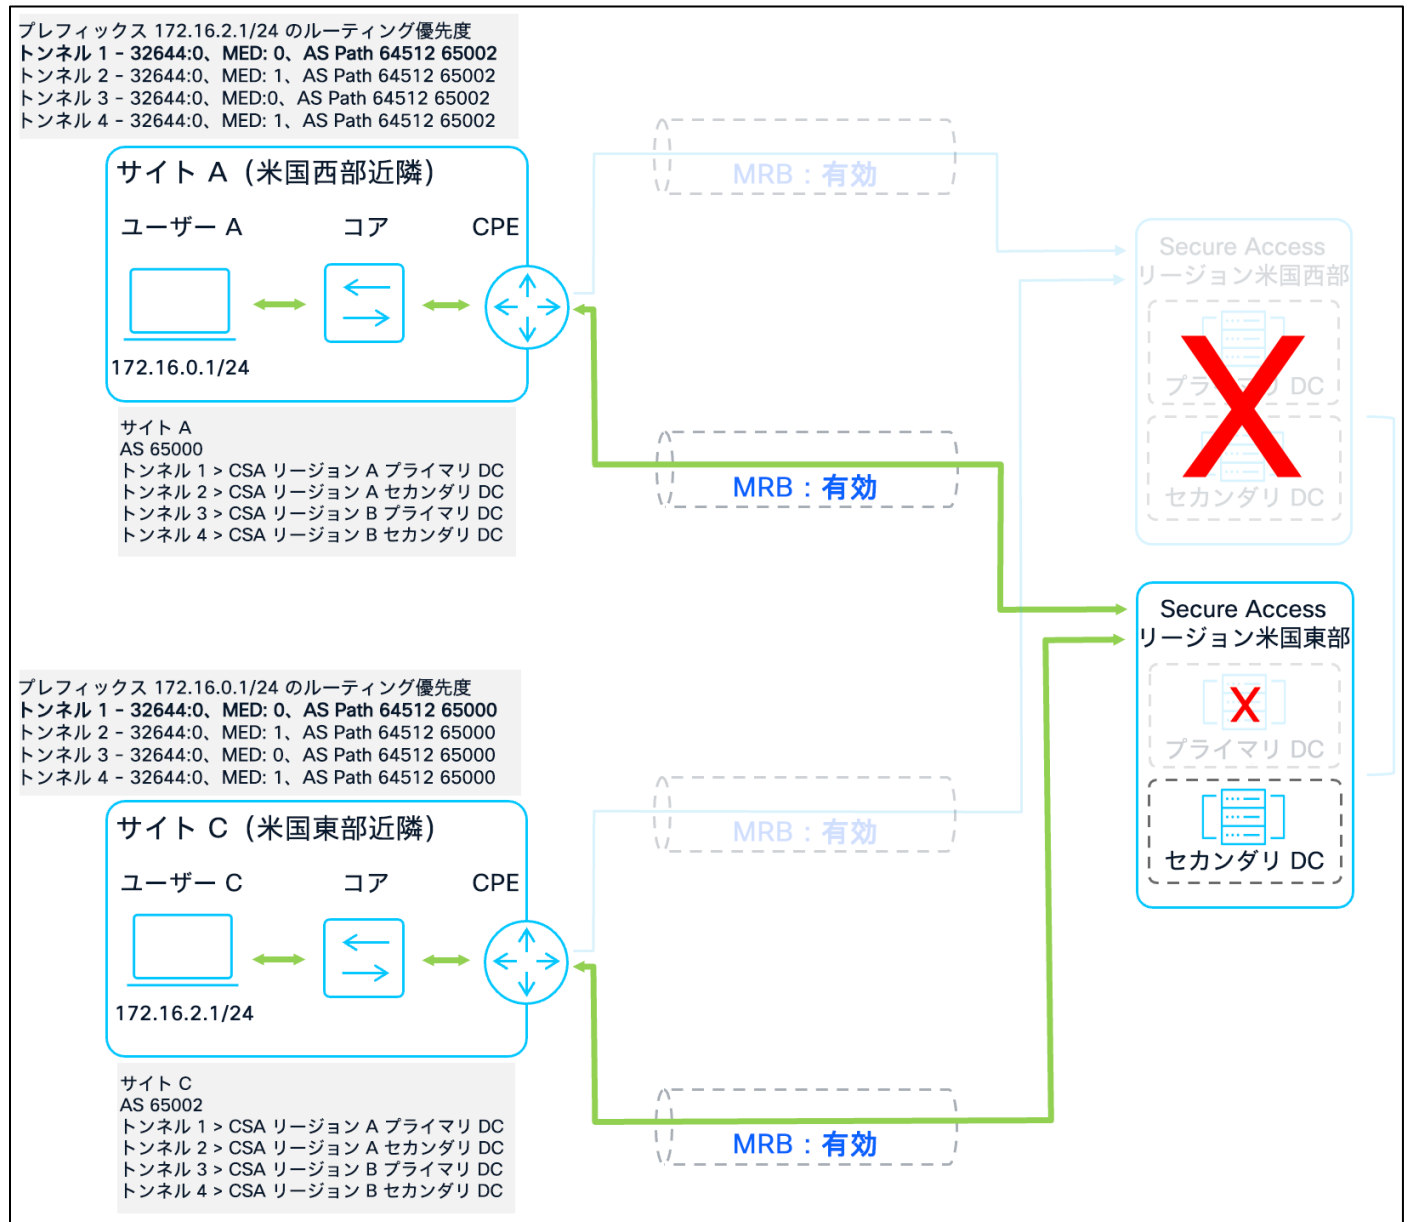 プレフィックス 172.16.2.1/24 のルーティング優先度
トンネル 1 - 32644:0、MED: 0、AS Path 64512 65002
トンネル 2 - 32644:0、MED: 1、AS Path 64512 65002
トンネル 3 - 32644:0、MED:0、AS Path 64512 65002
トンネル 4 - 32644:0、MED: 1、AS Path 64512 65002
サイト A（米国西部近隣）
ユーザー A
コア
CPE
172.16.0.1/24
サイト A
AS 65000
トンネル 1 > CSA リージョン A プライマリ DC
トンネル 2 > CSA リージョン A セカンダリ DC
トンネル 3 > CSA リージョン B プライマリ DC
トンネル 4 > CSA リージョン B セカンダリ DC
MRB：有効
MRB：有効
Secure Access
リージョン米国西部
プライマリ DC
セカンダリ DC
X
Secure Access
リージョン米国東部
X
プライマリ DC
セカンダリ DC
プレフィックス 172.16.0.1/24 のルーティング優先度
トンネル 1 - 32644:0、MED: 0、AS Path 64512 65000
トンネル 2 - 32644:0、MED: 1、AS Path 64512 65000
トンネル 3 - 32644:0、MED: 0、AS Path 64512 65000
トンネル 4 - 32644:0、MED: 1、AS Path 64512 65000
サイト C（米国東部近隣）
ユーザー C
コア
CPE
172.16.2.1/24
サイト C
AS 65002
トンネル 1 > CSA リージョン A プライマリ DC
トンネル 2 > CSA リージョン A セカンダリ DC
トンネル 3 > CSA リージョン B プライマリ DC
トンネル 4 > CSA リージョン B セカンダリ DC
MRB：有効
MRB：有効